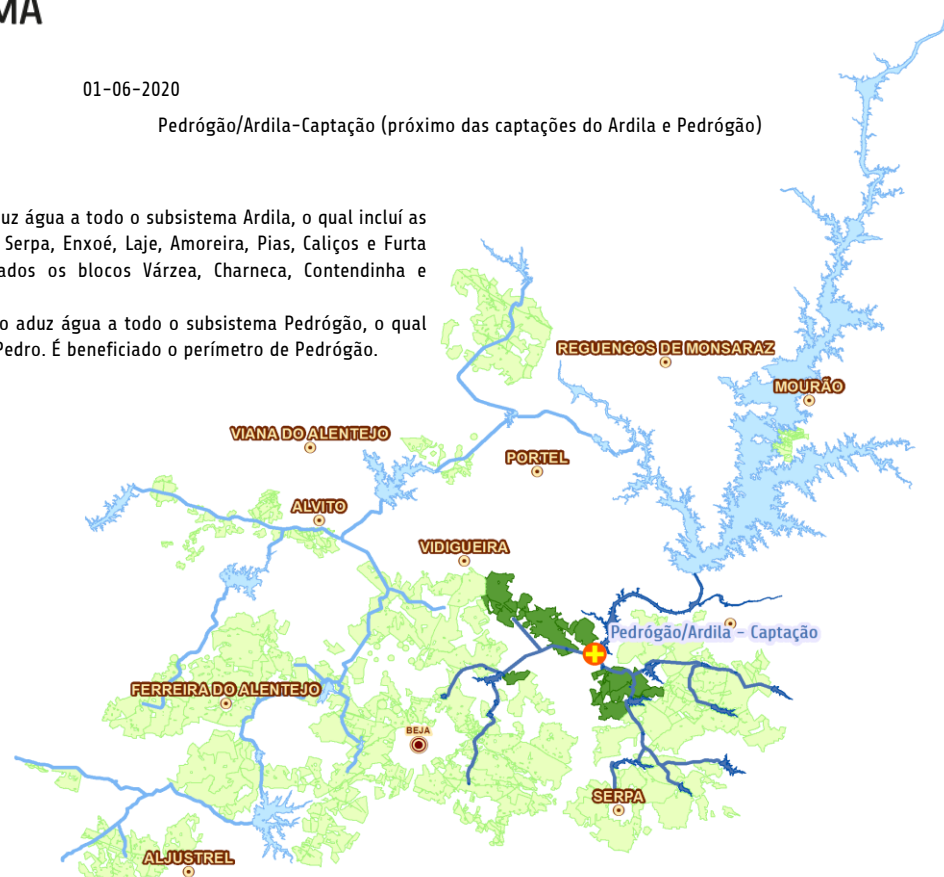 MA
01-06-2020
Pedrógão/Ardila-Captação (próximo das captações do Ardila e Pedrógão)
uz água a todo o subsistema Ardila, o qual incluí as
Serpa, Enxoé, Laje, Amoreira, Pias, Caliços e Furta
ados os blocos Várzea, Charneca, Contendinha e
o aduz água a todo o subsistema Pedrógão, o qual
Pedro. É beneficiado o perímetro de Pedrógão.
REGUENGOS DE MONSARAZ
MOURÃO
VIANA DO ALENTEJO
PORTEL
ALVITO
VIDIGUEIRA
Pedrógão/Ardila - Captação
FERREIRA DO ALENTEJO
BEJA
SERPA
ALJUSTREL